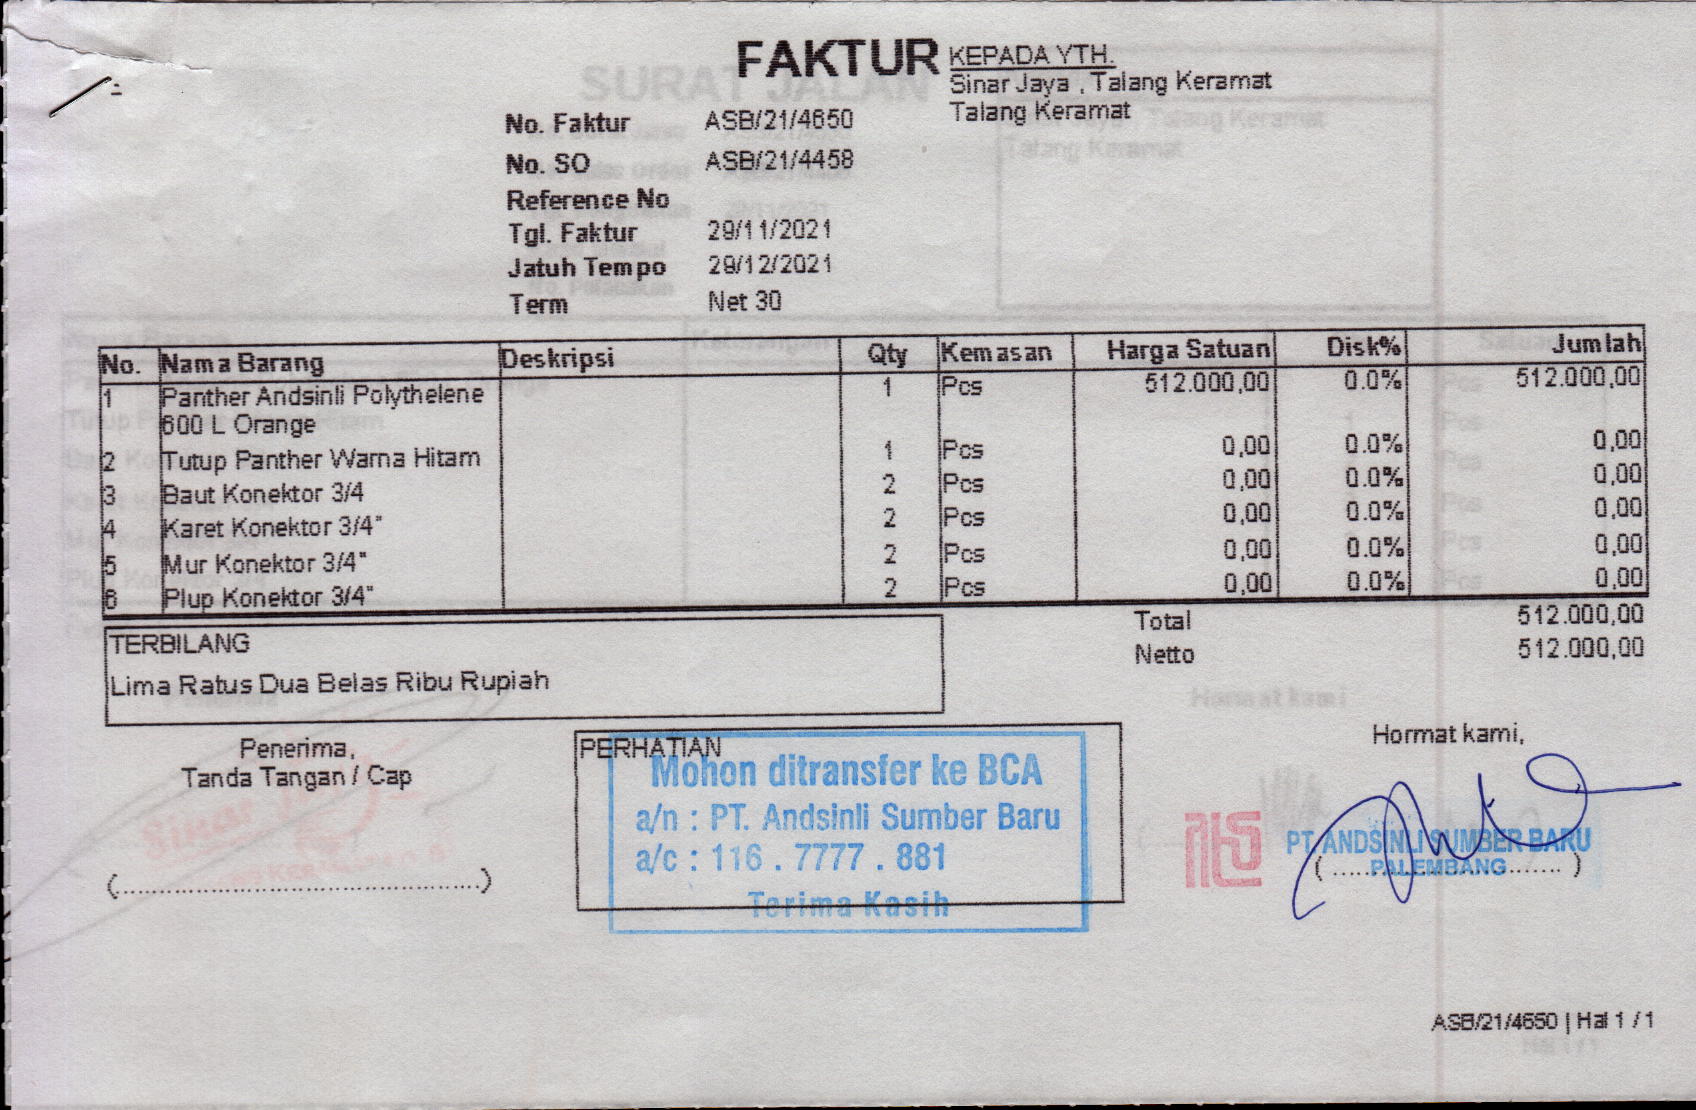 FAKTUR
KEPADA YTH.
Sinar Jaya , Talang Keramat
Talang Keramat
No. Faktur ASB/21/4650
No. SO ASB/21/4458
Reference No
Tgl. Faktur 29/11/2021
Jatuh Tempo 29/12/2021
Term Net 30
No. Nama Barang Deskripsi Qty Kemasan Harga Satuan Disk% Jumlah
1 Panther Andsinli Polythelene 1 Pcs 512.000,00 0.0% 512.000,00
600 L Orange
2 Tutup Panther Warna Hitam 1 Pcs 0,00 0.0% 0,00
3 Baut Konektor 3/4 2 Pcs 0,00 0.0% 0,00
4 Karet Konektor 3/4" 2 Pcs 0,00 0.0% 0,00
5 Mur Konektor 3/4" 2 Pcs 0,00 0.0% 0,00
6 Plup Konektor 3/4" 2 Pcs 0,00 0.0% 0,00
Total 512.000,00
Netto 512.000,00
TERBILANG
Lima Ratus Dua Belas Ribu Rupiah
Penerima,
Tanda Tangan / Cap
(..............................................)
PERHATIAN
Mohon ditransfer ke BCA
a/n : PT. Andsinli Sumber Baru
a/c : 116 . 7777 . 881
Terima Kasih
Hormat kami,
PT. ANDSINLI SUMBER BARU
PALEMBANG
ASB/21/4650 | Hal 1 / 1